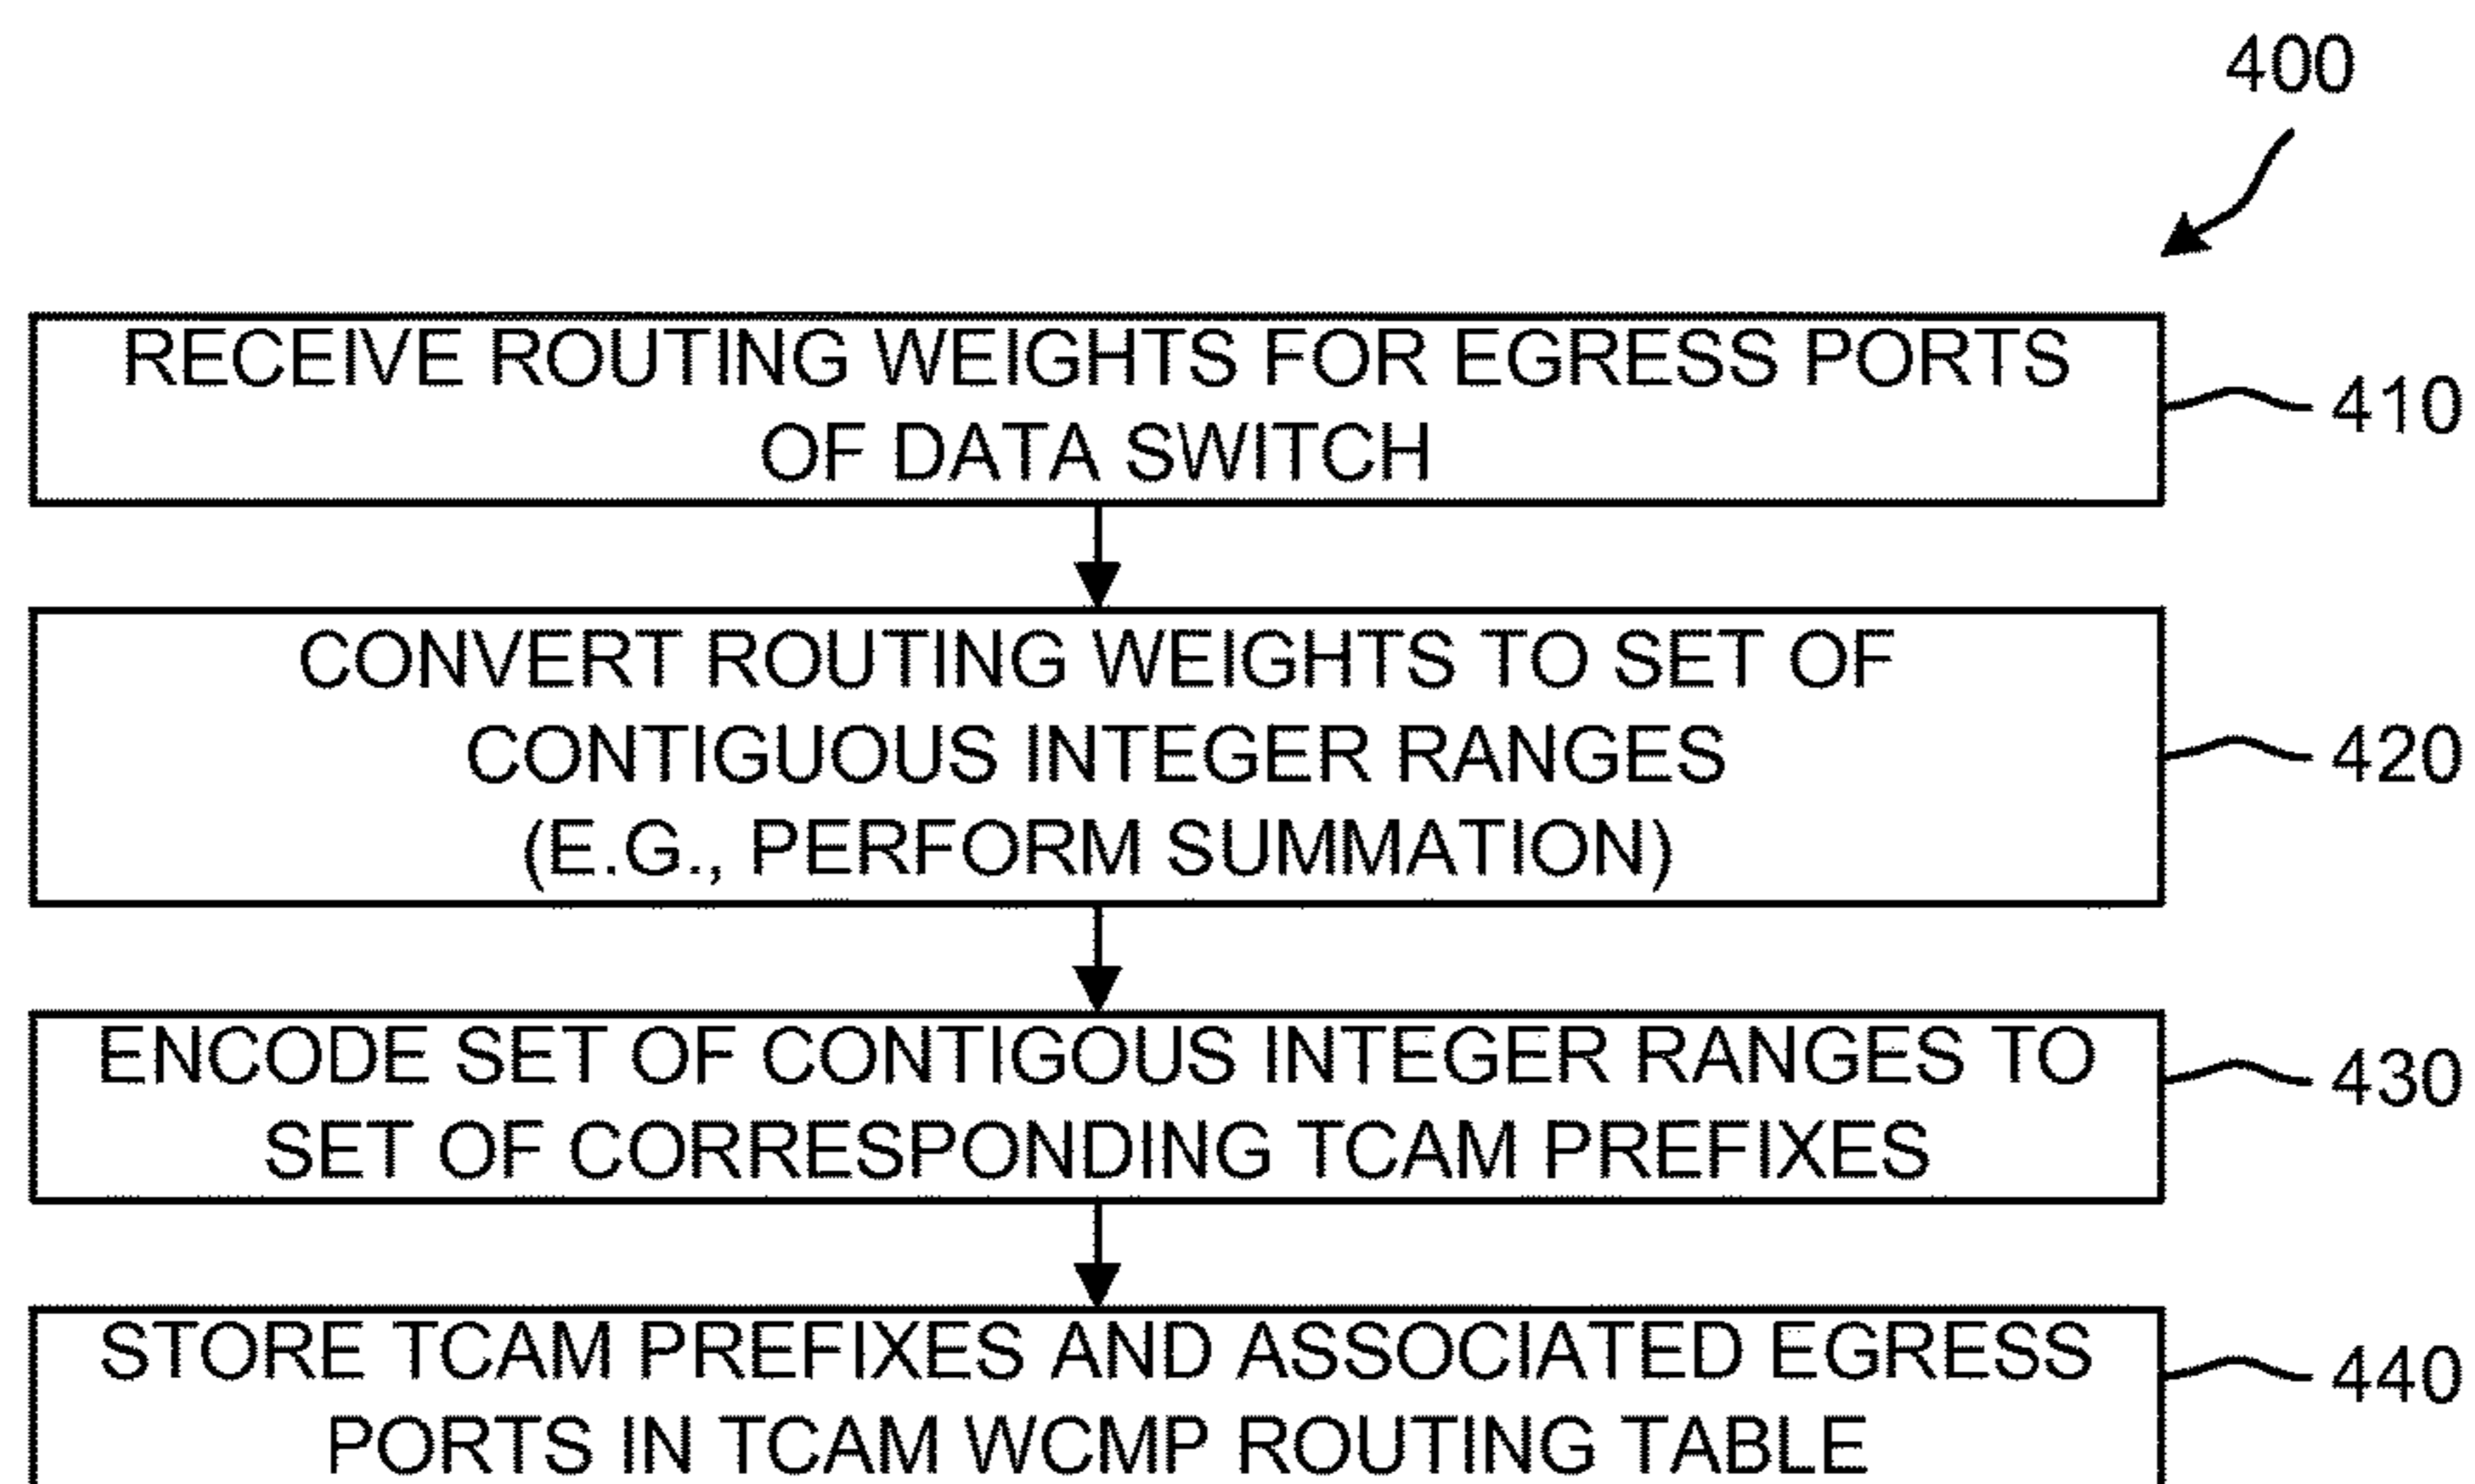 400
RECEIVE ROUTING WEIGHTS FOR EGRESS PORTS
OF DATA SWITCH
410
CONVERT ROUTING WEIGHTS TO SET OF
CONTIGUOUS INTEGER RANGES
(E.G., PERFORM SUMMATION)
420
ENCODE SET OF CONTIGOUS INTEGER RANGES TO
SET OF CORRESPONDING TCAM PREFIXES
430
STORE TCAM PREFIXES AND ASSOCIATED EGRESS
PORTS IN TCAM WCMP ROUTING TABLE
440